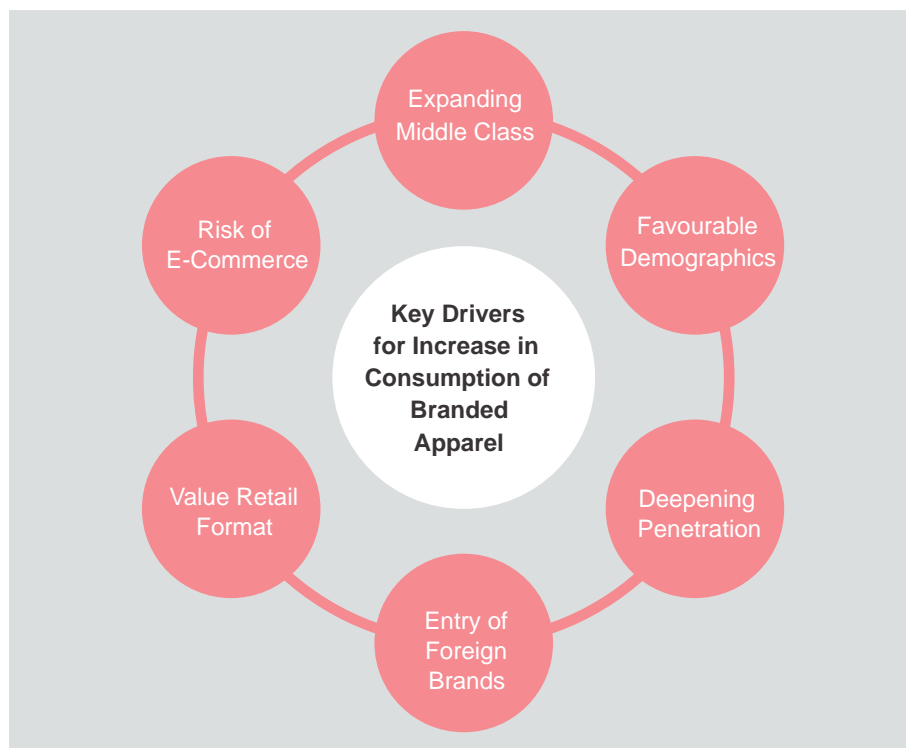 Expanding
Middle Class
Favourable
Demographics
Deepening
Penetration
Entry of
Foreign
Brands
Value Retail
Format
Risk of
E-Commerce
Key Drivers
for Increase in
Consumption of
Branded
Apparel